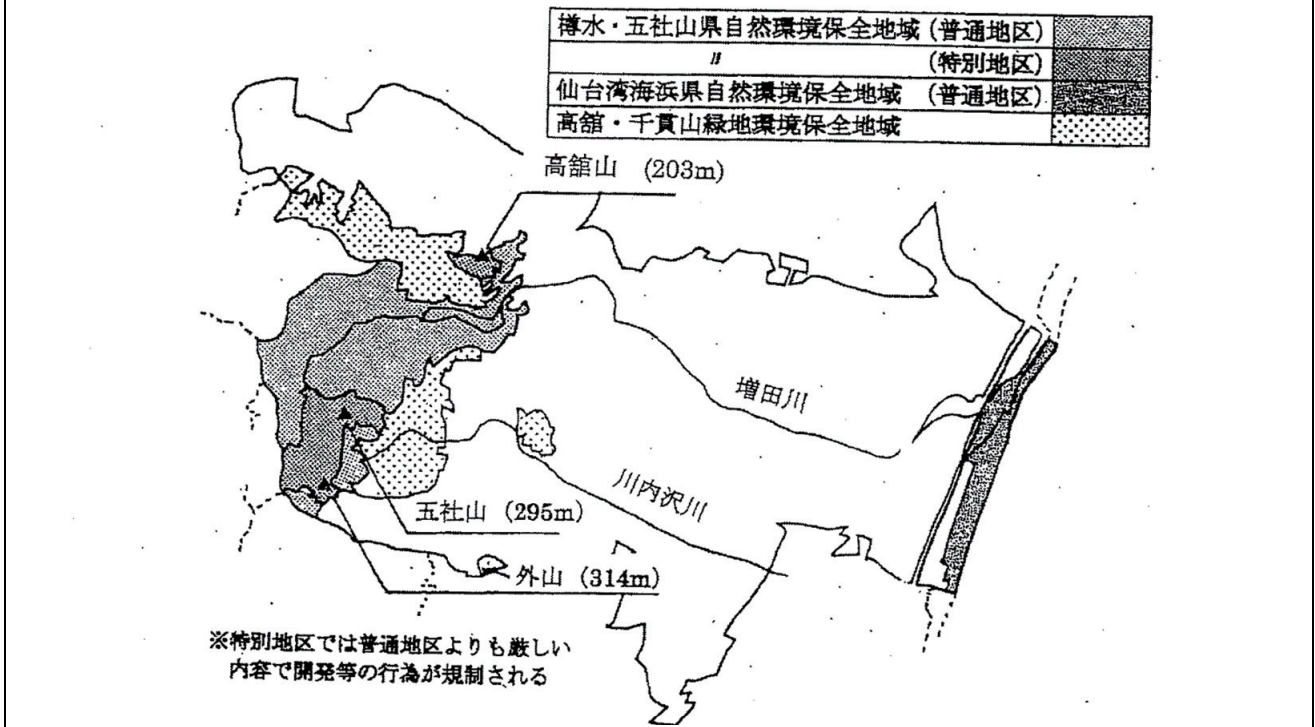 樽水・五社山県自然環境保全地域（普通地区）
〃（特別地区）
仙台湾海浜県自然環境保全地域（普通地区）
高舘・千貫山緑地環境保全地域
高舘山 (203m)
増田川
川内沢川
五社山 (295m)
外山 (314m)
※特別地区では普通地区よりも厳しい
内容で開発等の行為が規制される